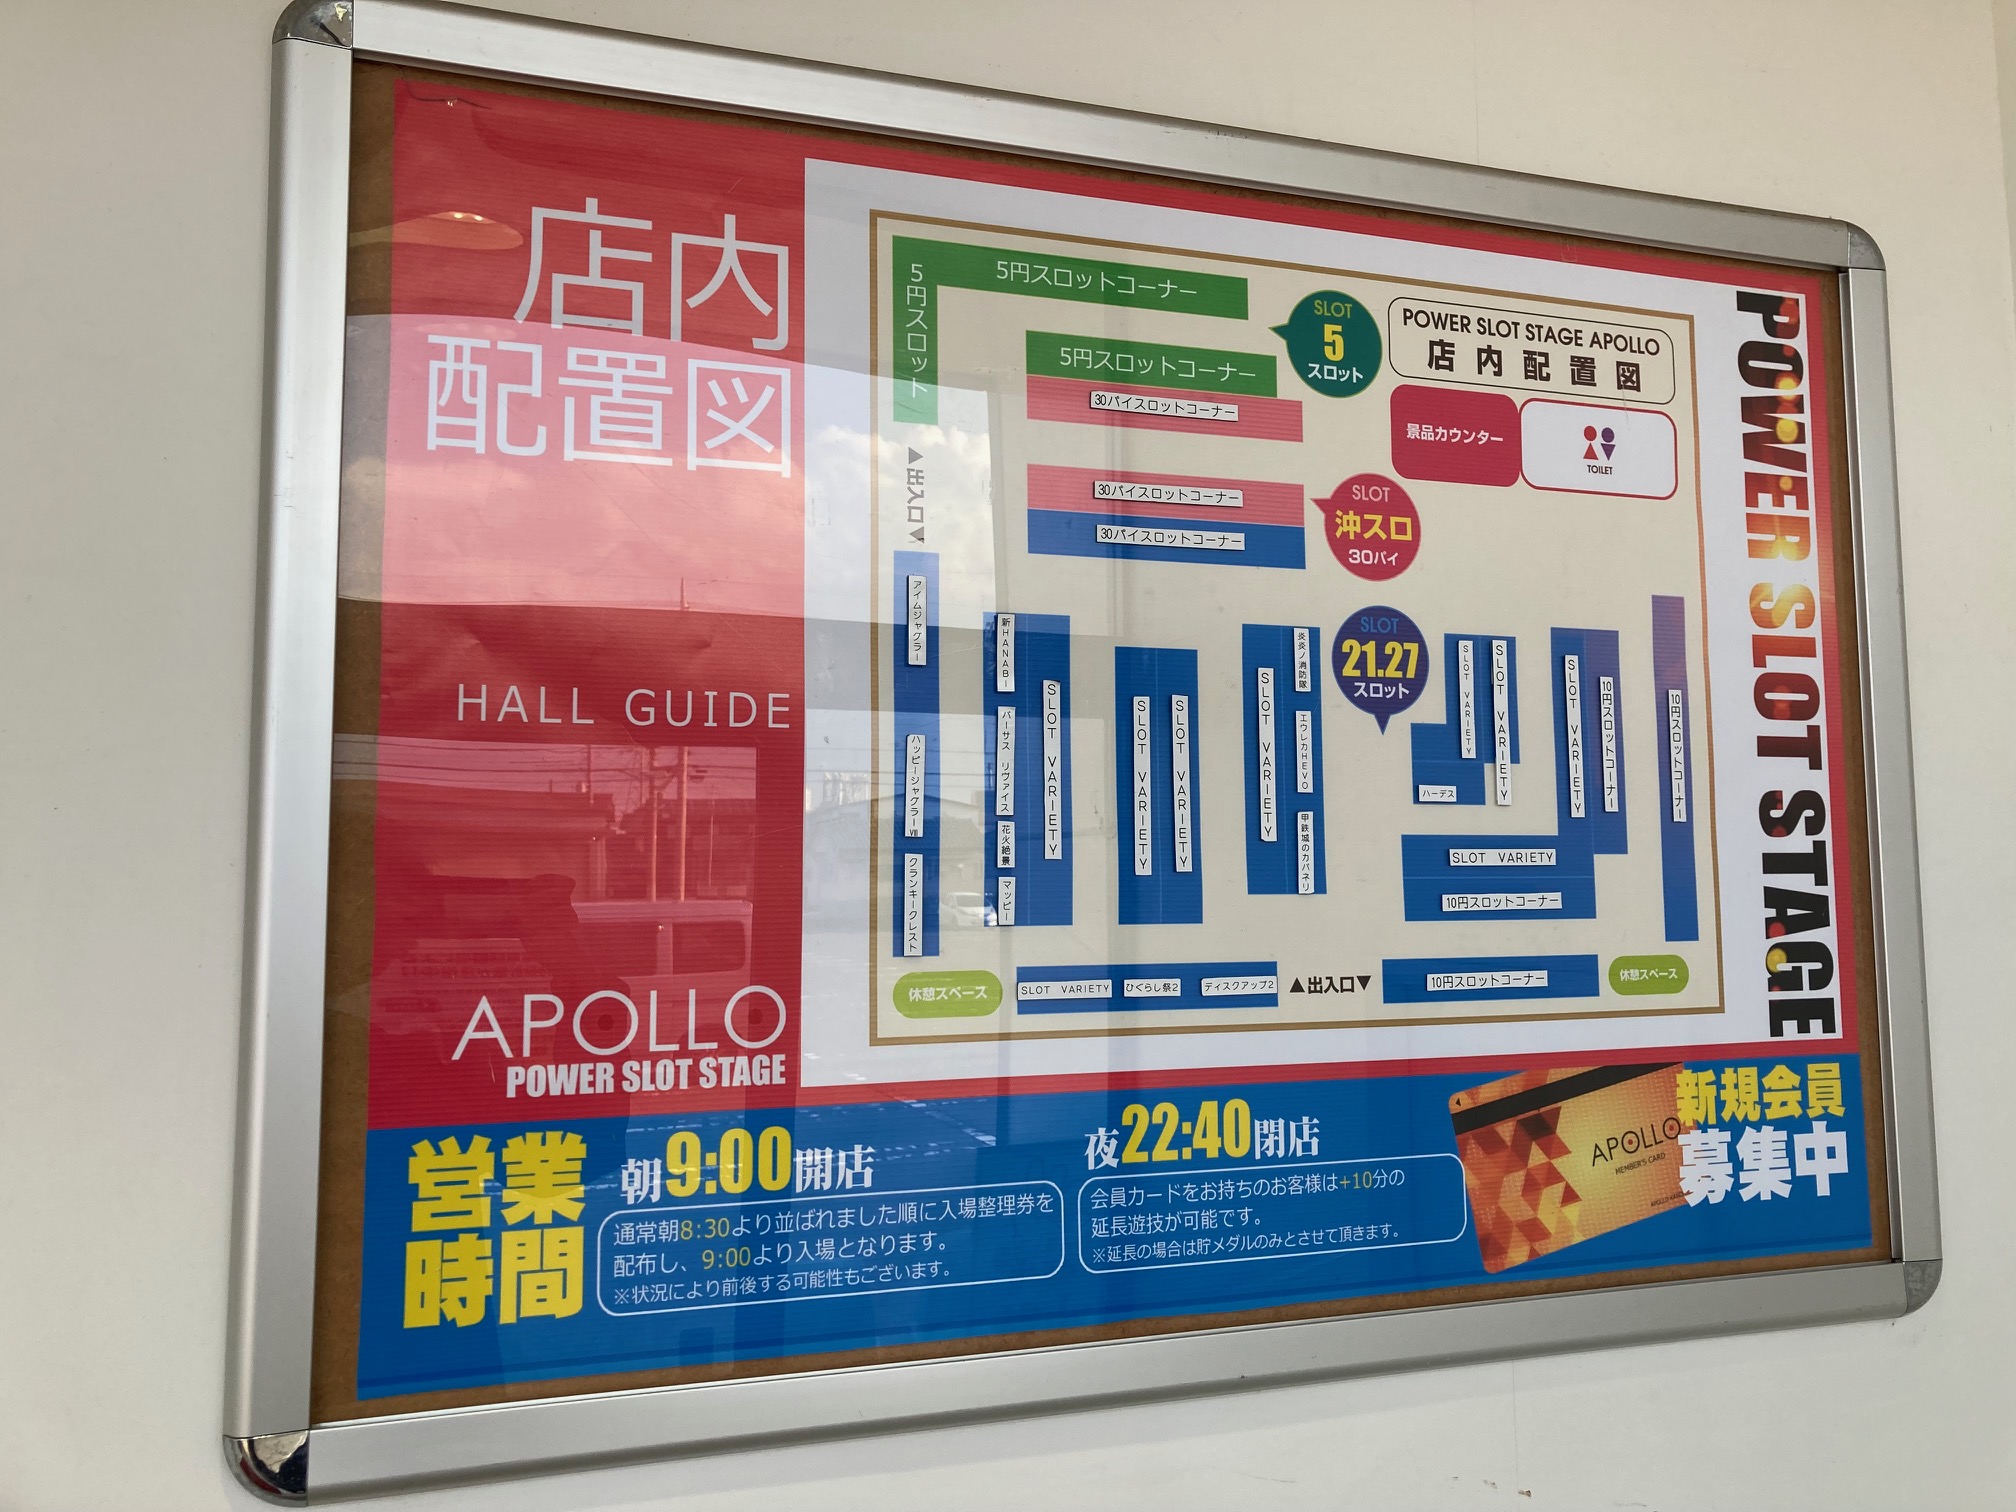 店内
配置図
HALL GUIDE
APOLLO
POWER SLOT STAGE
5円スロット
5円スロットコーナー
5円スロットコーナー
30パイスロットコーナー
30パイスロットコーナー
30パイスロットコーナー
SLOT
5
スロット
POWER SLOT STAGE APOLLO
店内配置図
景品カウンター
TOILET
SLOT
沖スロ
30パイ
▲出入口▼
アイムジャグラー
ハッピージャグラーⅧ
クランキークレスト
新HANABI
バーサス リヴァイズ
花火絶景
マッピー
SLOT VARIETY
SLOT VARIETY
SLOT VARIETY
SLOT VARIETY
炎炎ノ消防隊
エウレカHEVO
甲鉄城のカバネリ
SLOT
21.27
スロット
SLOT VARIETY
SLOT VARIETY
ハーデス
SLOT VARIETY
10円スロットコーナー
10円スロットコーナー
SLOT VARIETY
10円スロットコーナー
休憩スペース
SLOT VARIETY
ひぐらし祭2
ディスクアップ2
▲出入口▼
10円スロットコーナー
休憩スペース
POWER SLOT STAGE
営業
時間
朝9:00開店
通常朝8:30より並ばれました順に入場整理券を
配布し、9:00より入場となります。
※状況により前後する可能性もございます。
夜22:40閉店
会員カードをお持ちのお客様は+10分の
延長遊技が可能です。
※延長の場合は貯メダルのみとさせて頂きます。
APOLLO
MEMBER'S CARD
新規会員
募集中